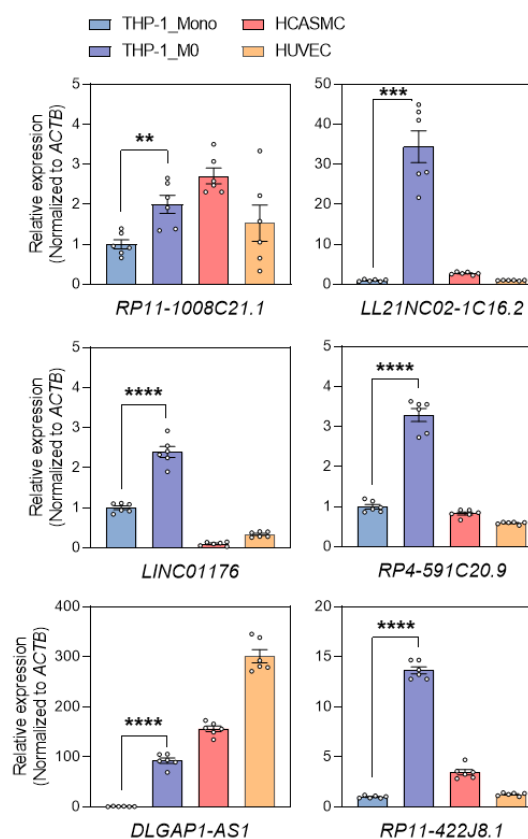 THP-1_Mono HCASMC
THP-1_M0 HUVEC
Relative expression
(Normalized to ACTB)
5
4
3
2
1
0
**
RP11-1008C21.1
50
40
30
20
10
0
***
LL21NC02-1C16.2
Relative expression
(Normalized to ACTB)
5
4
3
2
1
0
****
LINC01176
5
4
3
2
1
0
****
RP4-591C20.9
Relative expression
(Normalized to ACTB)
400
300
200
100
0
****
DLGAP1-AS1
20
15
10
5
0
****
RP11-422J8.1